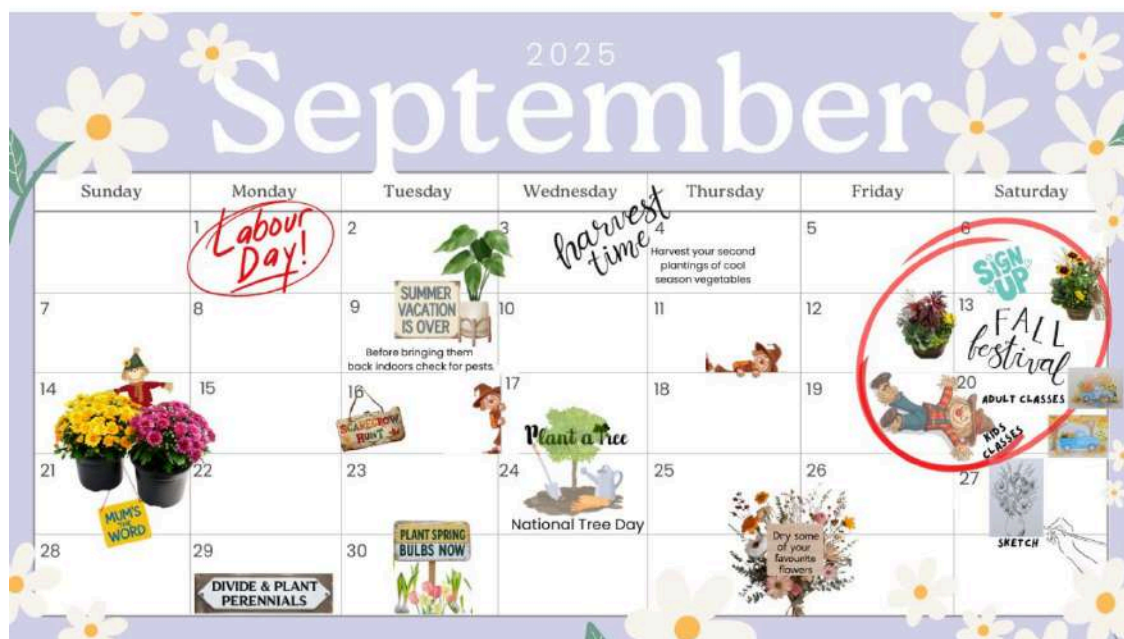 2025
September
Sunday Monday Tuesday Wednesday Thursday Friday Saturday
1 2 3 4 5 6
Labour
Day!
harvest
time
Harvest your second
plantings of cool
season vegetables
SIGN
UP
7 8 9 10 11 12 13
SUMMER
VACATION
IS OVER
Before bringing them
back indoors check for pests.
FALL
festival
14 15 16 17 18 19 20
SCARECROW
HUNT
Plant a Tree
ADULT CLASSES
KIDS
CLASSES
21 22 23 24 25 26 27
MUM'S
THE
WORD
National Tree Day
Dry some
of your
favourite
flowers
SKETCH
28 29 30
DIVIDE & PLANT
PERENNIALS
PLANT SPRING
BULBS NOW